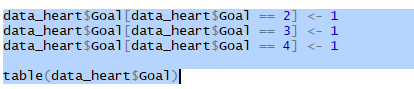 data_heart$Goal[data_heart$Goal == 2] <- 1
data_heart$Goal[data_heart$Goal == 3] <- 1
data_heart$Goal[data_heart$Goal == 4] <- 1
table(data_heart$Goal)